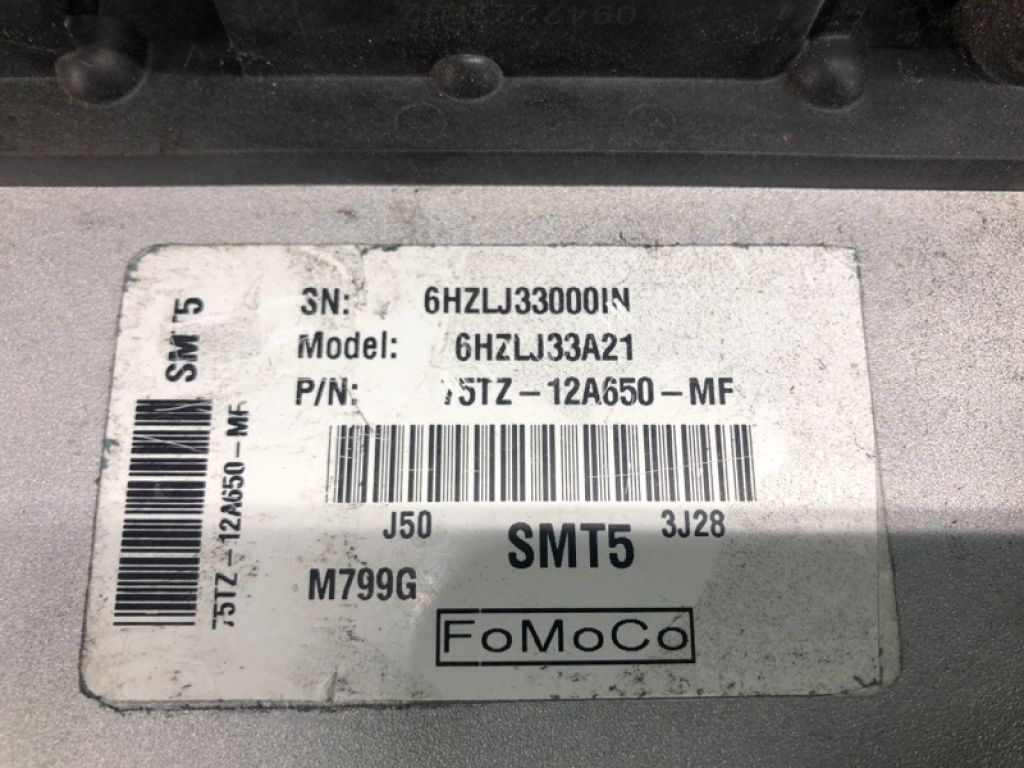 SMT5
75TZ-12A650-MF
SN: 6HZLJ33000IN
Model: 6HZLJ33A21
P/N: 75TZ-12A650-MF
J50 3J28
SMT5
M799G
FoMoCo